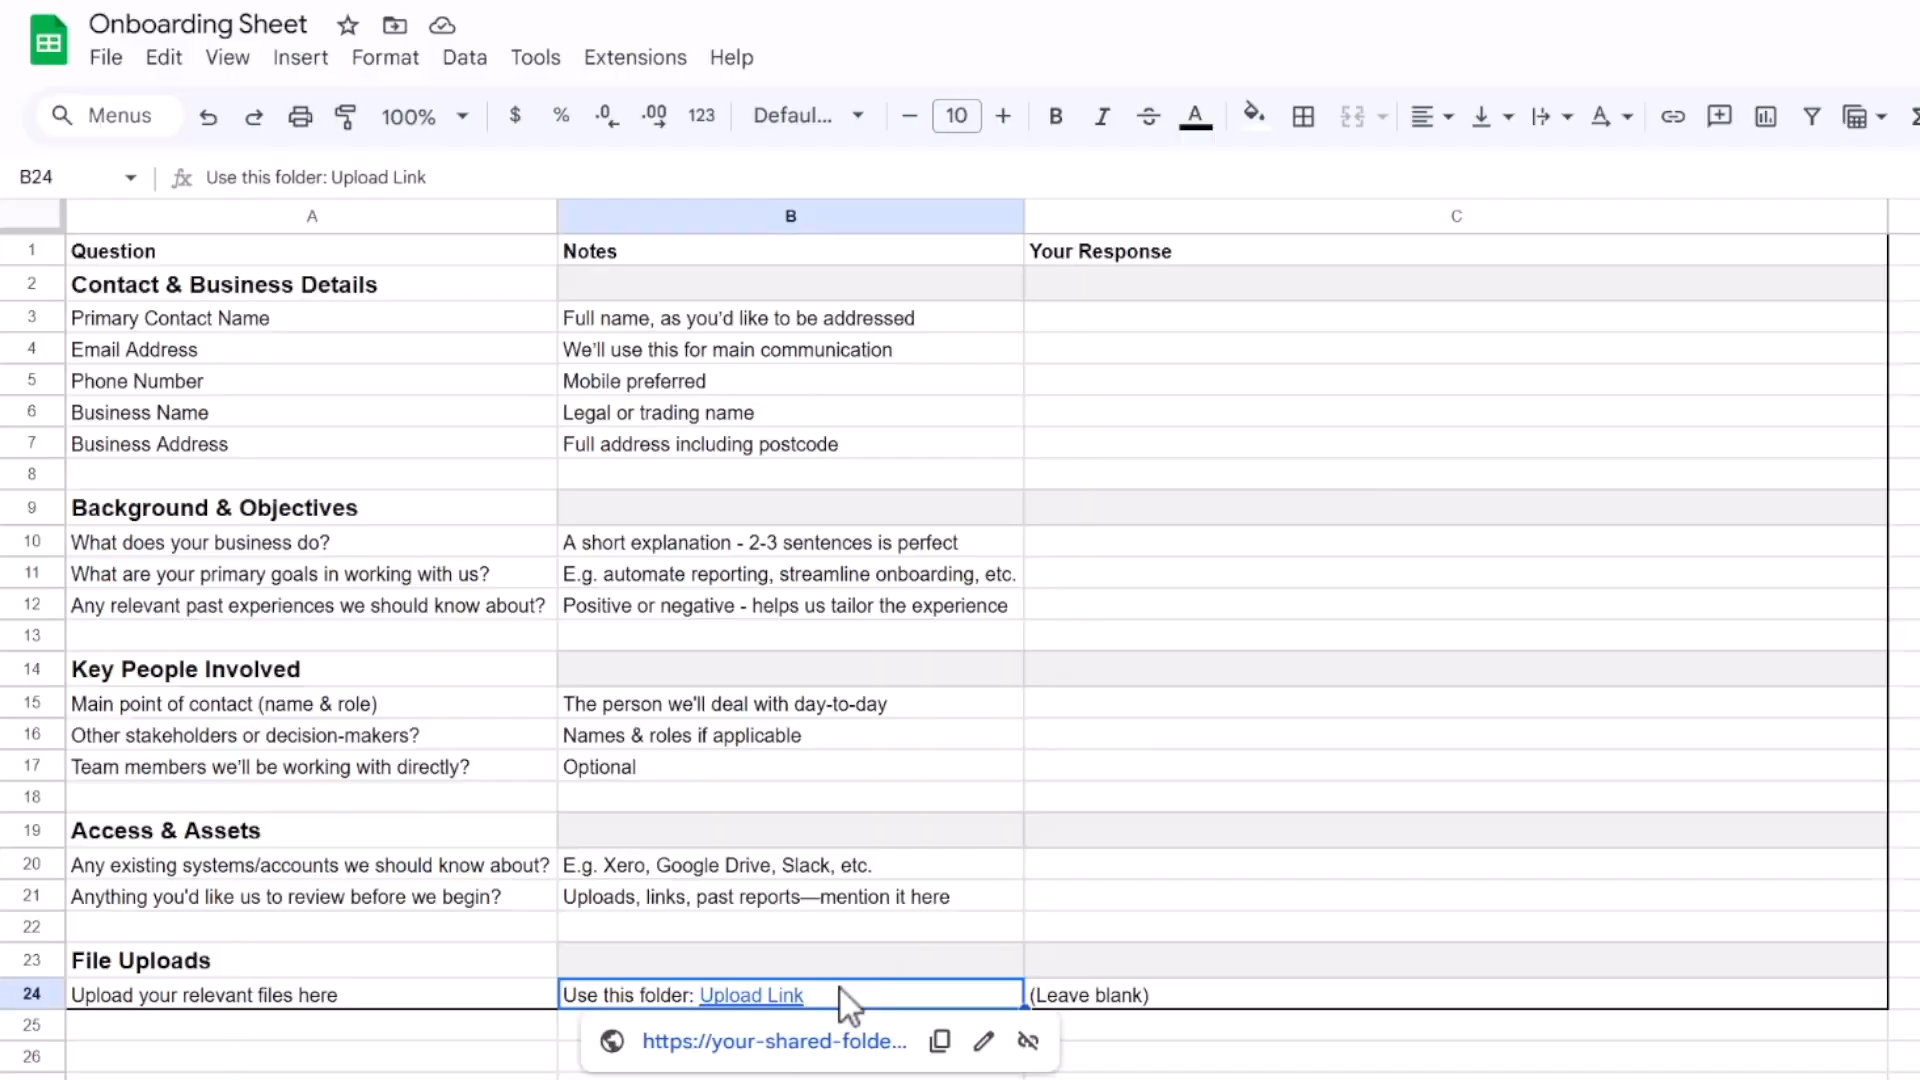 Onboarding Sheet
File Edit View Insert Format Data Tools Extensions Help
Menus 100% $ % .0 .00 123 Defaul... 10 B I A A
B24 fx Use this folder: Upload Link
A B C
1 Question Notes Your Response
2 Contact & Business Details
3 Primary Contact Name Full name, as you'd like to be addressed
4 Email Address We'll use this for main communication
5 Phone Number Mobile preferred
6 Business Name Legal or trading name
7 Business Address Full address including postcode
8
9 Background & Objectives
10 What does your business do? A short explanation - 2-3 sentences is perfect
11 What are your primary goals in working with us? E.g. automate reporting, streamline onboarding, etc.
12 Any relevant past experiences we should know about? Positive or negative - helps us tailor the experience
13
14 Key People Involved
15 Main point of contact (name & role) The person we'll deal with day-to-day
16 Other stakeholders or decision-makers? Names & roles if applicable
17 Team members we'll be working with directly? Optional
18
19 Access & Assets
20 Any existing systems/accounts we should know about? E.g. Xero, Google Drive, Slack, etc.
21 Anything you'd like us to review before we begin? Uploads, links, past reports—mention it here
22
23 File Uploads
24 Upload your relevant files here Use this folder: Upload Link (Leave blank)
25
https://your-shared-folde...
26